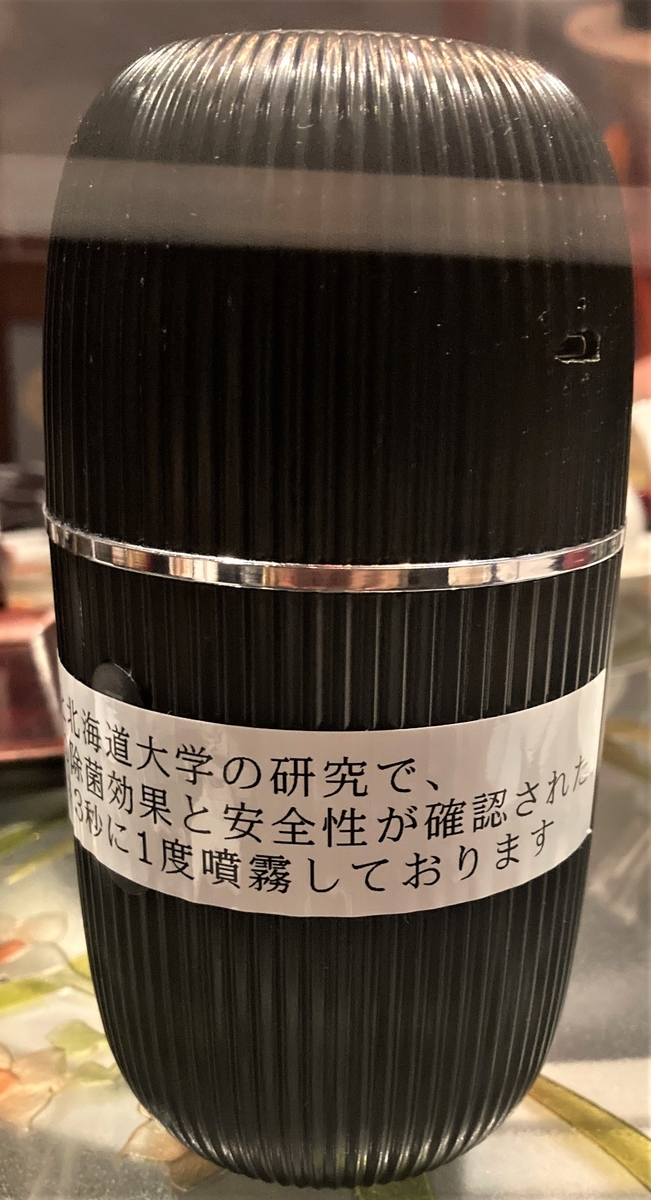 北海道大学の研究で、
除菌効果と安全性が確認された
3秒に1度噴霧しております